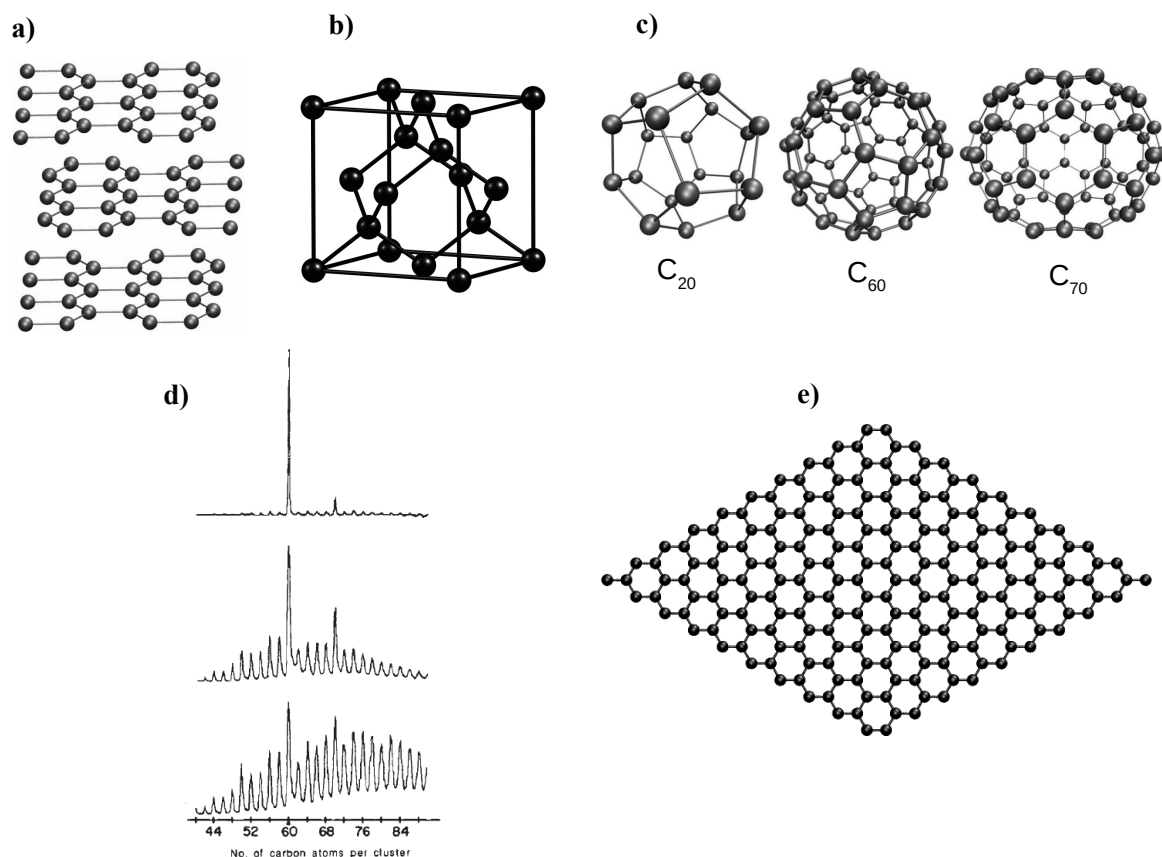 a)
b)
c)
C₂₀
C₆₀
C₇₀
d)
e)
44 52 60 68 76 84
No. of carbon atoms per cluster